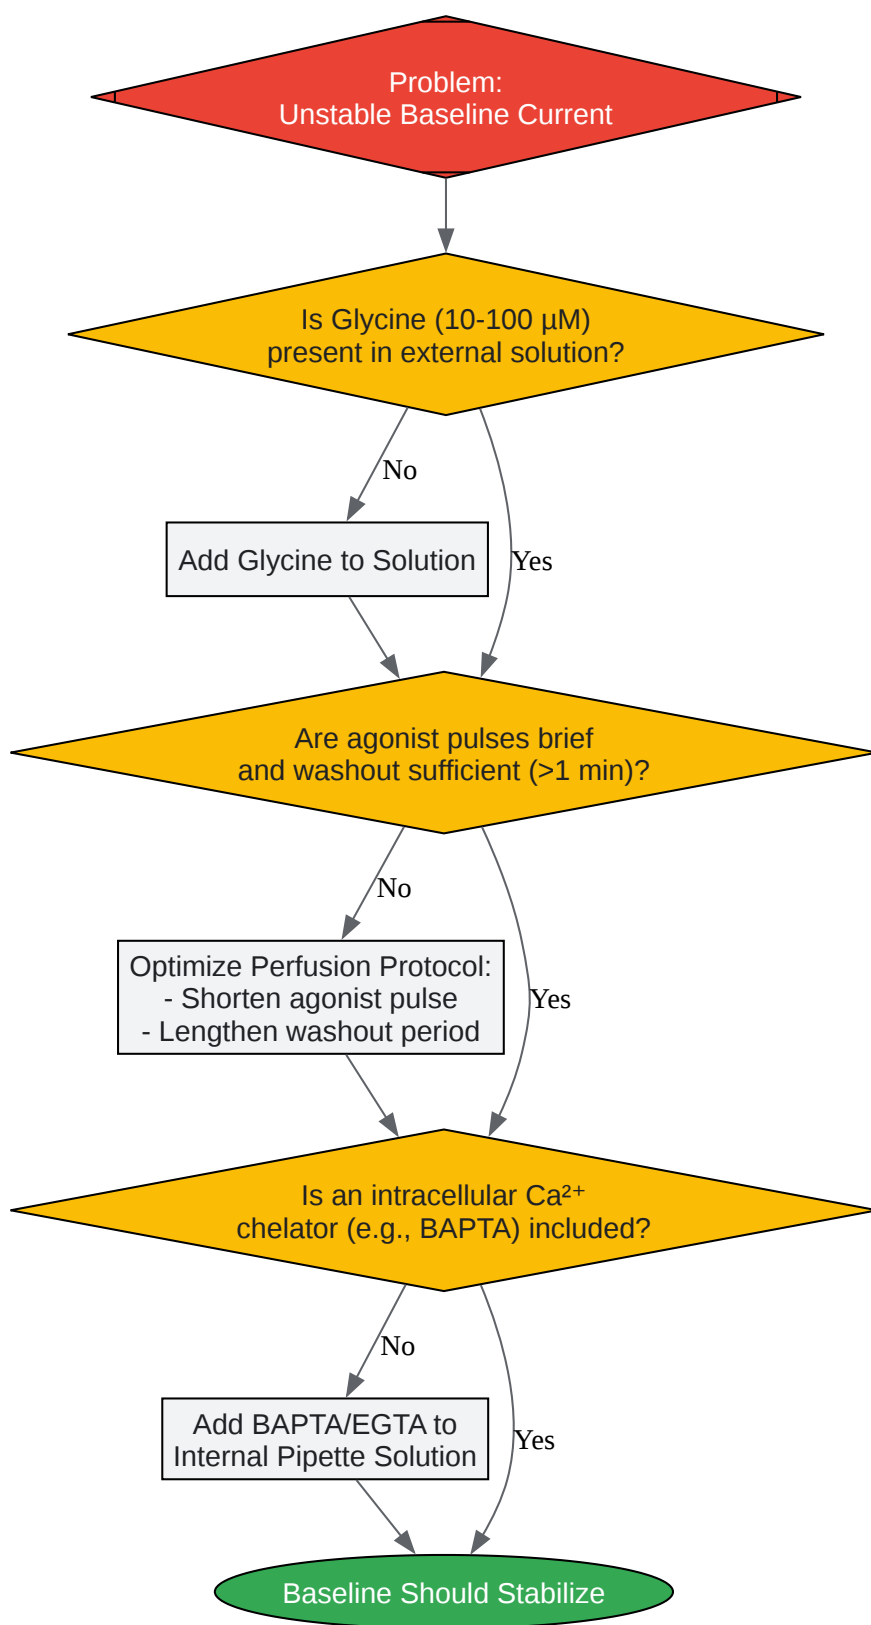 Problem:
Unstable Baseline Current
Is Glycine (10-100 µM)
present in external solution?
No
Add Glycine to Solution
Yes
Are agonist pulses brief
and washout sufficient (>1 min)?
No
Optimize Perfusion Protocol:
- Shorten agonist pulse
- Lengthen washout period
Yes
Is an intracellular Ca²⁺
chelator (e.g., BAPTA) included?
No
Add BAPTA/EGTA to
Internal Pipette Solution
Yes
Baseline Should Stabilize